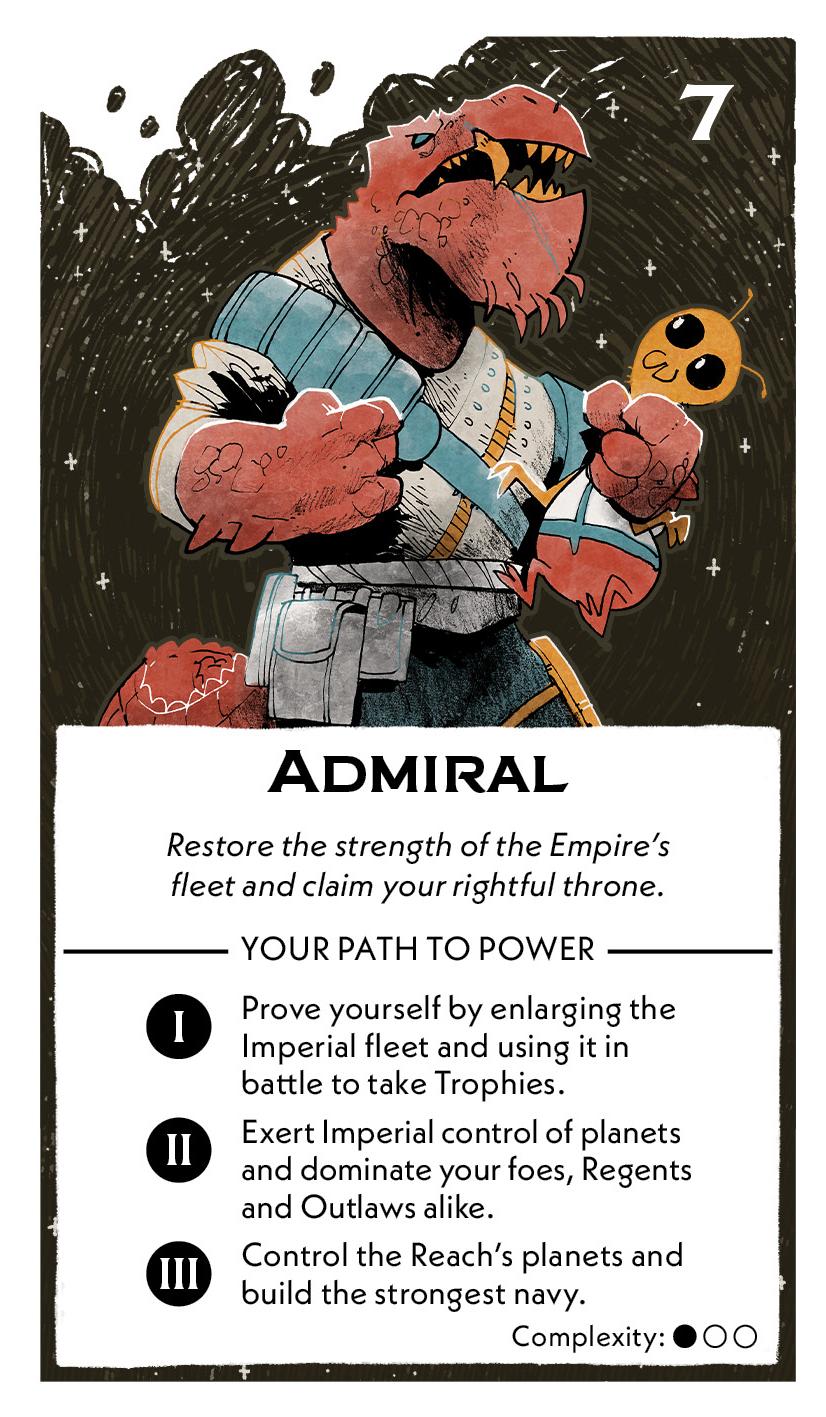 7
Admiral
Restore the strength of the Empire's
fleet and claim your rightful throne.
YOUR PATH TO POWER
I
Prove yourself by enlarging the
Imperial fleet and using it in
battle to take Trophies.
II
Exert Imperial control of planets
and dominate your foes, Regents
and Outlaws alike.
III
Control the Reach's planets and
build the strongest navy.
Complexity: